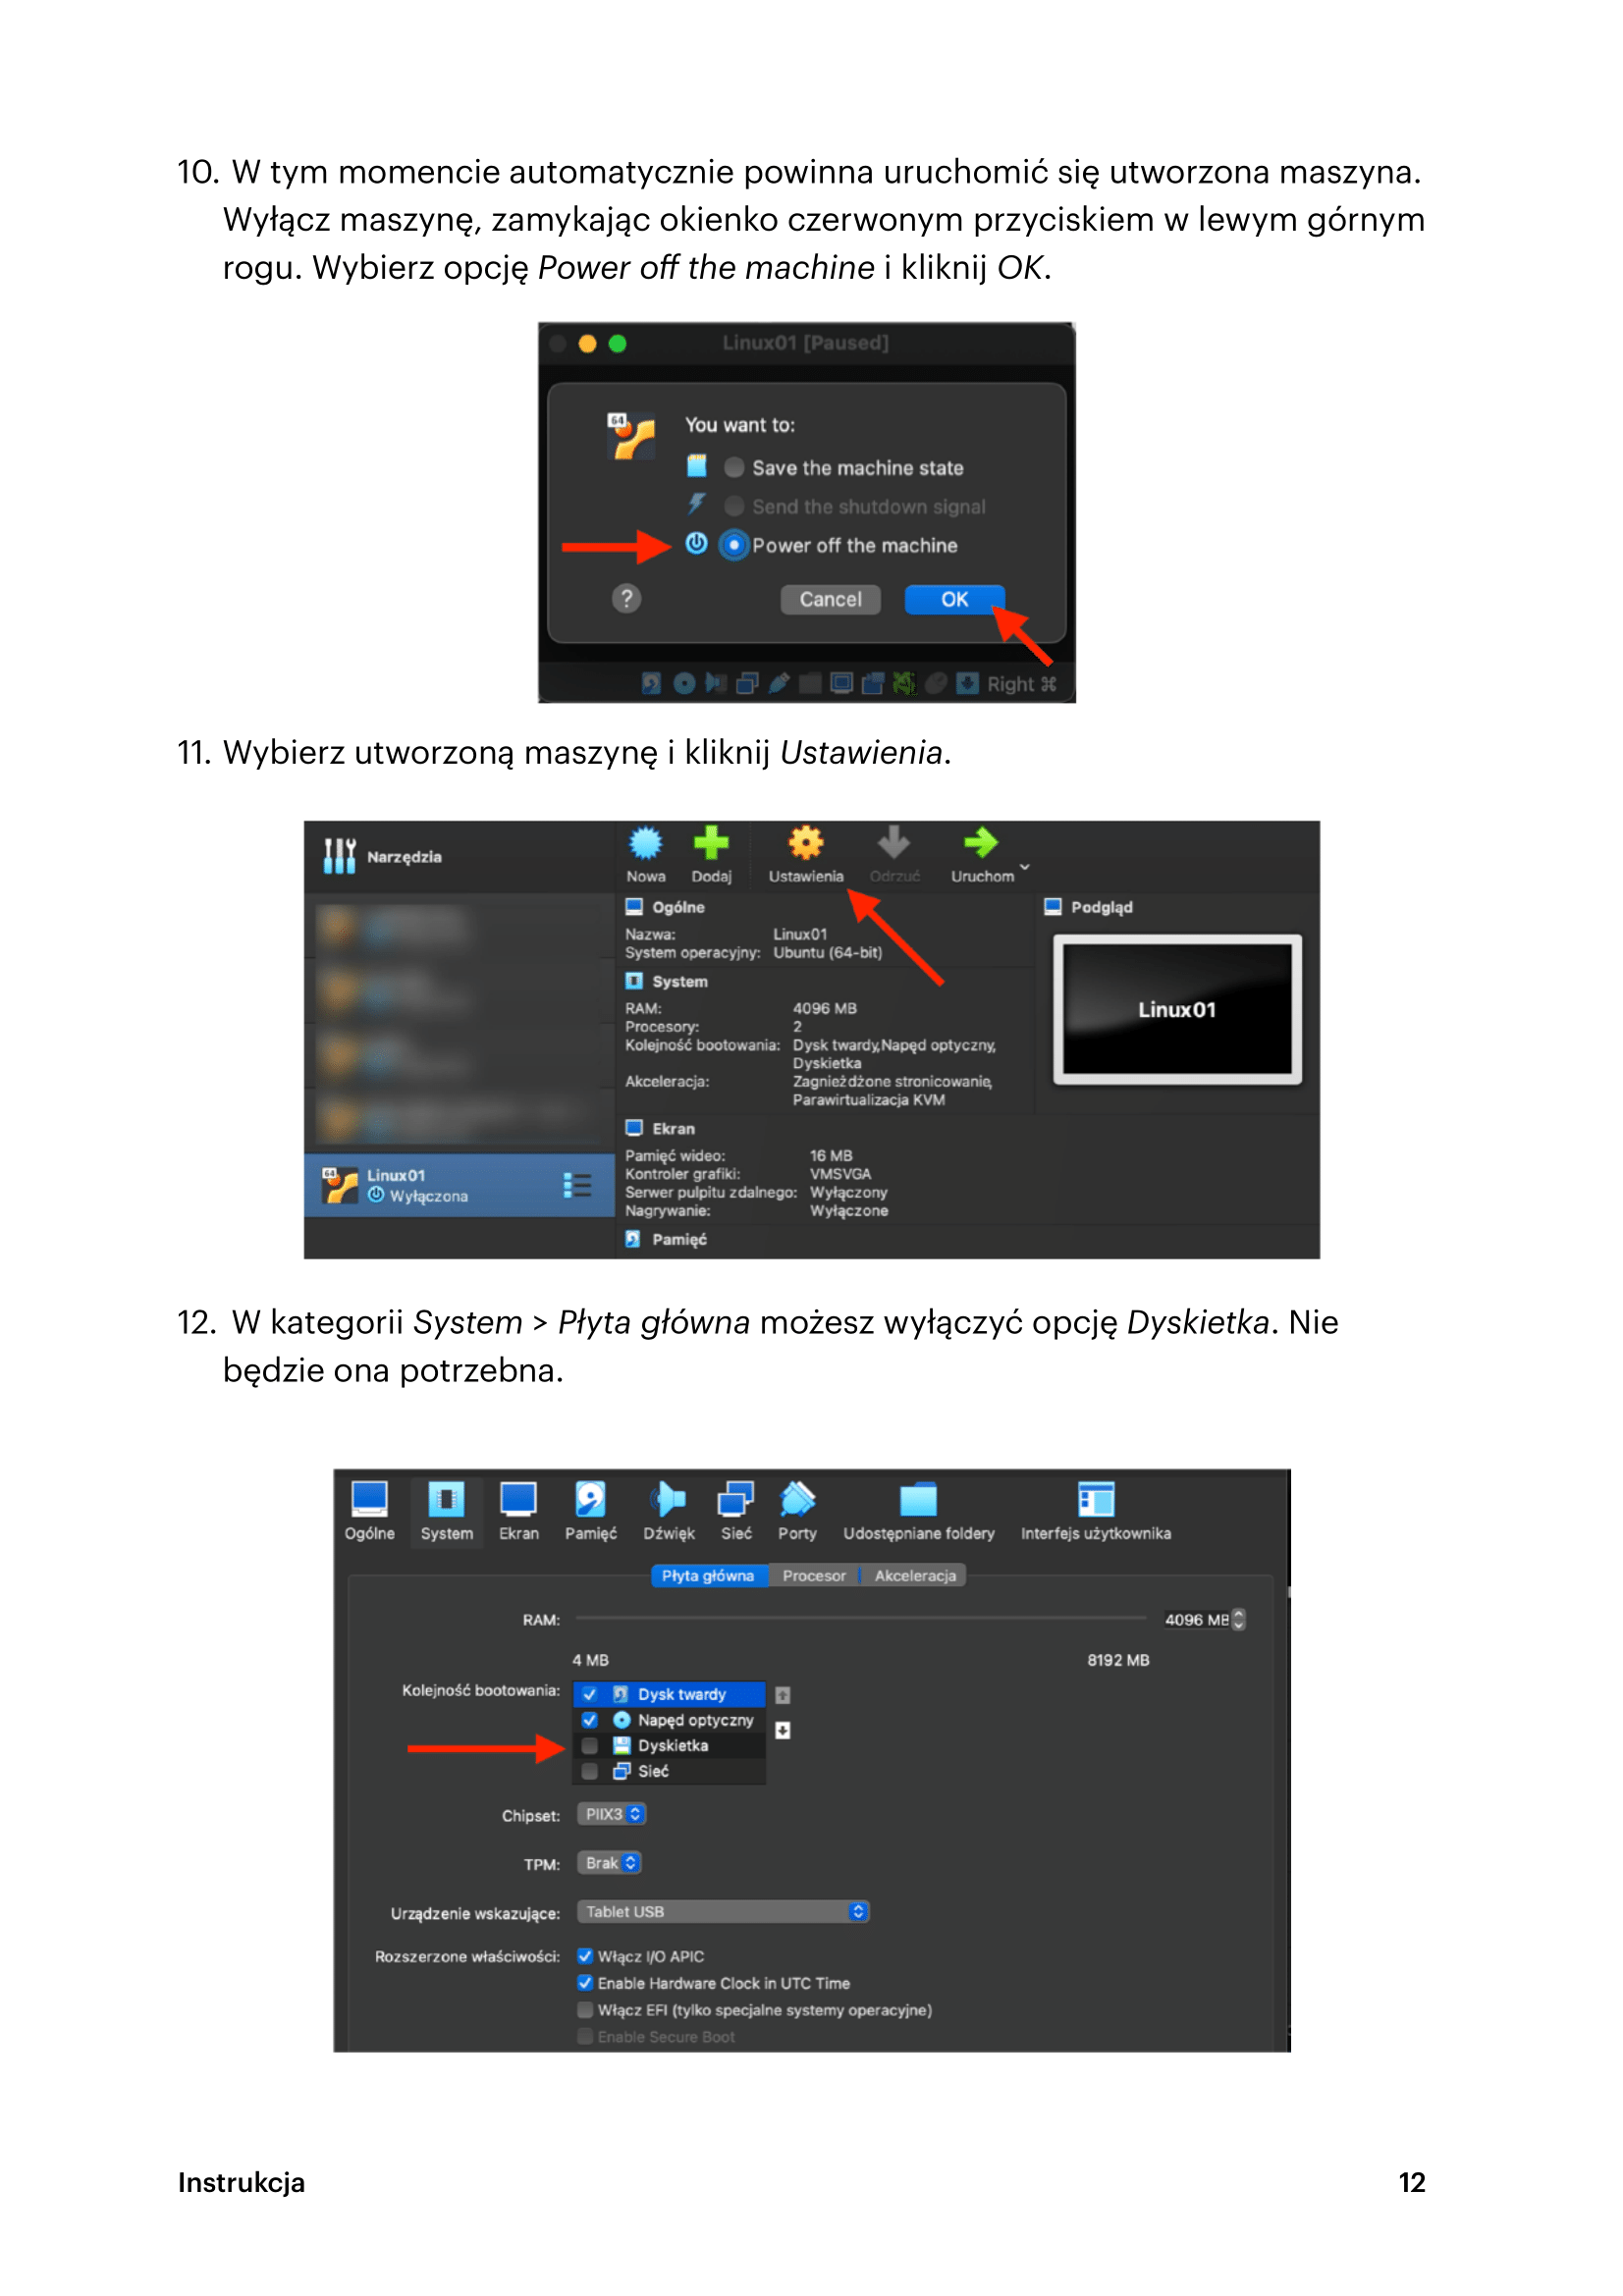 10. W tym momencie automatycznie powinna uruchomić się utworzona maszyna.
Wyłącz maszynę, zamykając okienko czerwonym przyciskiem w lewym górnym
rogu. Wybierz opcję Power off the machine i kliknij OK.
Linux01 [Paused]
64
You want to:
Save the machine state
Send the shutdown signal
Power off the machine
? Cancel OK
Right ⌘
11. Wybierz utworzoną maszynę i kliknij Ustawienia.
Narzędzia
Nowa Dodaj Ustawienia Odrzuć Uruchom
Ogólne
Nazwa: Linux01
System operacyjny: Ubuntu (64-bit)
Podgląd
Linux01
System
RAM: 4096 MB
Procesory: 2
Kolejność bootowania: Dysk twardy, Napęd optyczny,
Dyskietka
Akceleracja: Zagnieżdżone stronicowanie,
Parawirtualizacja KVM
Ekran
Pamięć wideo: 16 MB
Kontroler grafiki: VMSVGA
Serwer pulpitu zdalnego: Wyłączony
Nagrywanie: Wyłączone
Pamięć
64
Linux01
Wyłączona
12. W kategorii System > Płyta główna możesz wyłączyć opcję Dyskietka. Nie
będzie ona potrzebna.
Ogólne System Ekran Pamięć Dźwięk Sieć Porty Udostępniane foldery Interfejs użytkownika
Płyta główna Procesor Akceleracja
RAM: 4096 MB
4 MB 8192 MB
Kolejność bootowania: Dysk twardy
Napęd optyczny
Dyskietka
Sieć
Chipset: PIIX3
TPM: Brak
Urządzenie wskazujące: Tablet USB
Rozszerzone właściwości: Włącz I/O APIC
Enable Hardware Clock in UTC Time
Włącz EFI (tylko specjalne systemy operacyjne)
Enable Secure Boot
Instrukcja 12